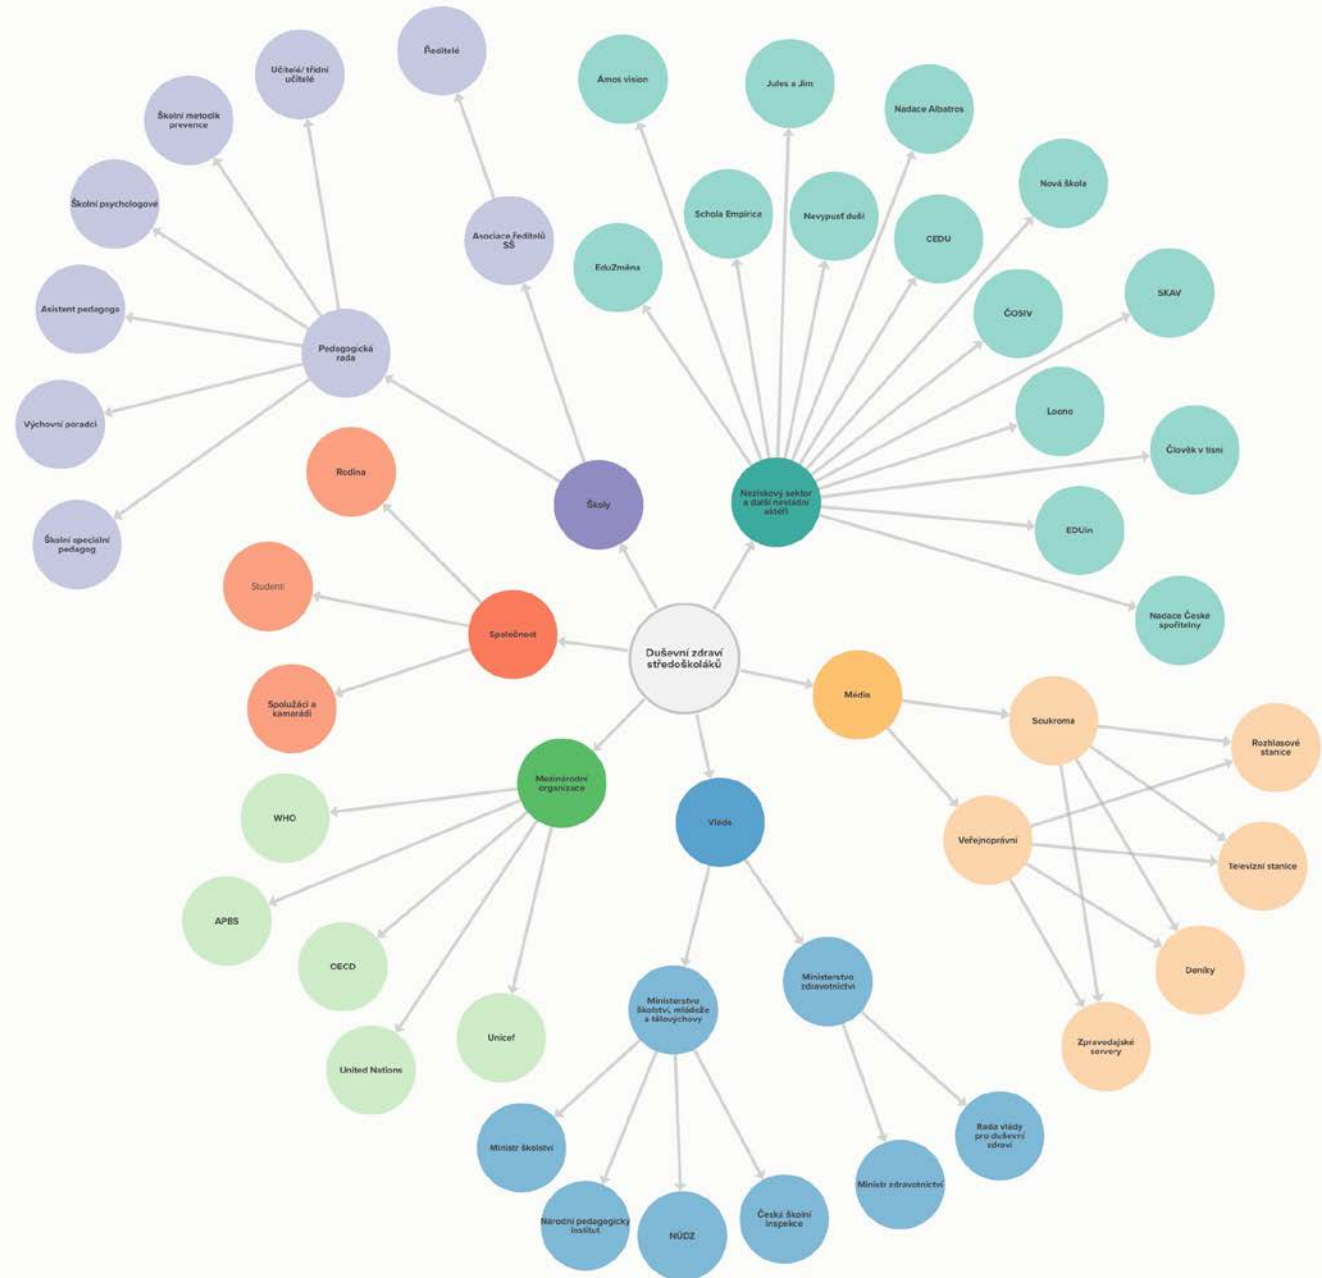 Ředitelé
Učitelé/ třídní
učitelé
Školní metodik
prevence
Školní psychologové
Asistent pedagoga
Výchovní poradci
Školní speciální
pedagog
Pedagogická
rada
Asociace ředitelů
SŠ
Školy
Ámos vision
Jules a Jim
Nadace Albatros
Nová škola
Schola Empirica
Nevypusť duši
CEDU
EduZměna
ČOSIV
SKAV
Locno
Člověk v tísni
EDUin
Nadace České
spořitelny
Neziskový sektor
a další nevládní
aktéři
Rodina
Studenti
Spolužáci a
kamarádi
Společnost
Duševní zdraví
středoškoláků
Média
Soukromá
Veřejnoprávní
Rozhlasové
stanice
Televizní stanice
Deníky
Zpravodajské
servery
Mezinárodní
organizace
WHO
APBS
OECD
United Nations
Unicef
Vláda
Ministerstvo
školství, mládeže
a tělovýchovy
Ministerstvo
zdravotnictví
Ministr školství
Národní pedagogický
institut
NÚDZ
Česká školní
inspekce
Ministr zdravotnictví
Rada vlády
pro duševní
zdraví